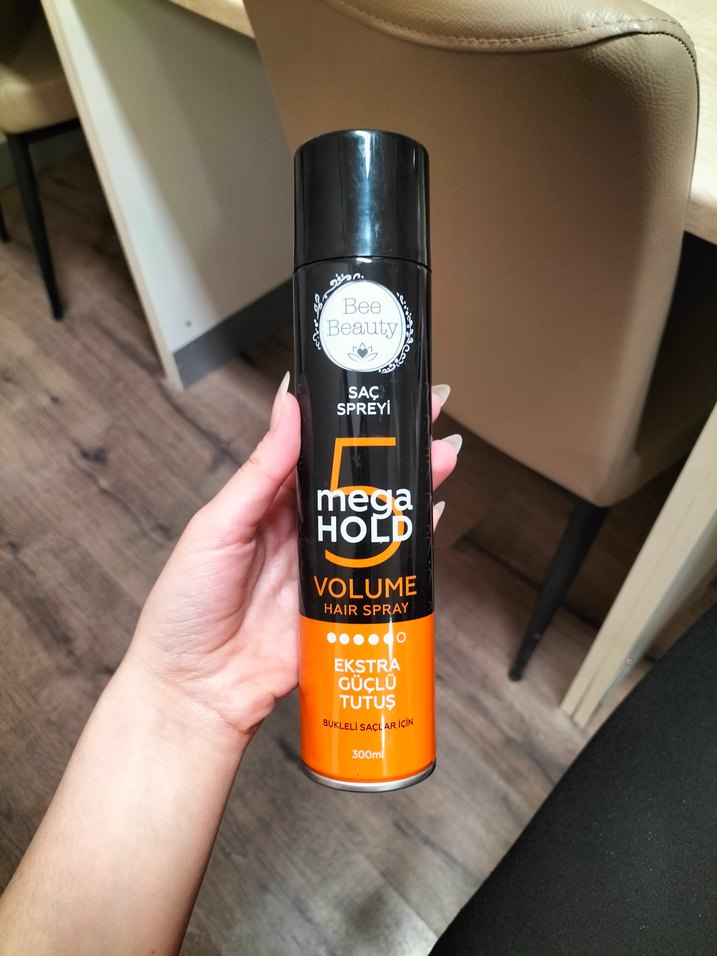 Bee
Beauty
SAÇ
SPREYİ
5
mega
HOLD
VOLUME
HAIR SPRAY
EKSTRA
GÜÇLÜ
TUTUŞ
BUKLELİ SAÇLAR İÇİN
300ml